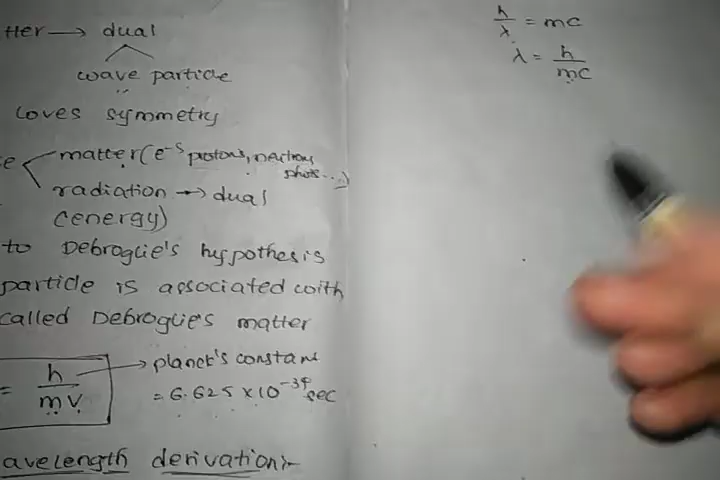 tter → dual
wave particle
loves symmetry
e matter(e⁻s protons, neutrons
radiation → dual
(energy)
to Debroglie's hypothesis
particle is associated with
called Debroglie's matter
= h/mv → planck's constant
= 6.625 × 10⁻³⁴ sec
avelength derivation:-
h/λ = mc
λ = h/mc